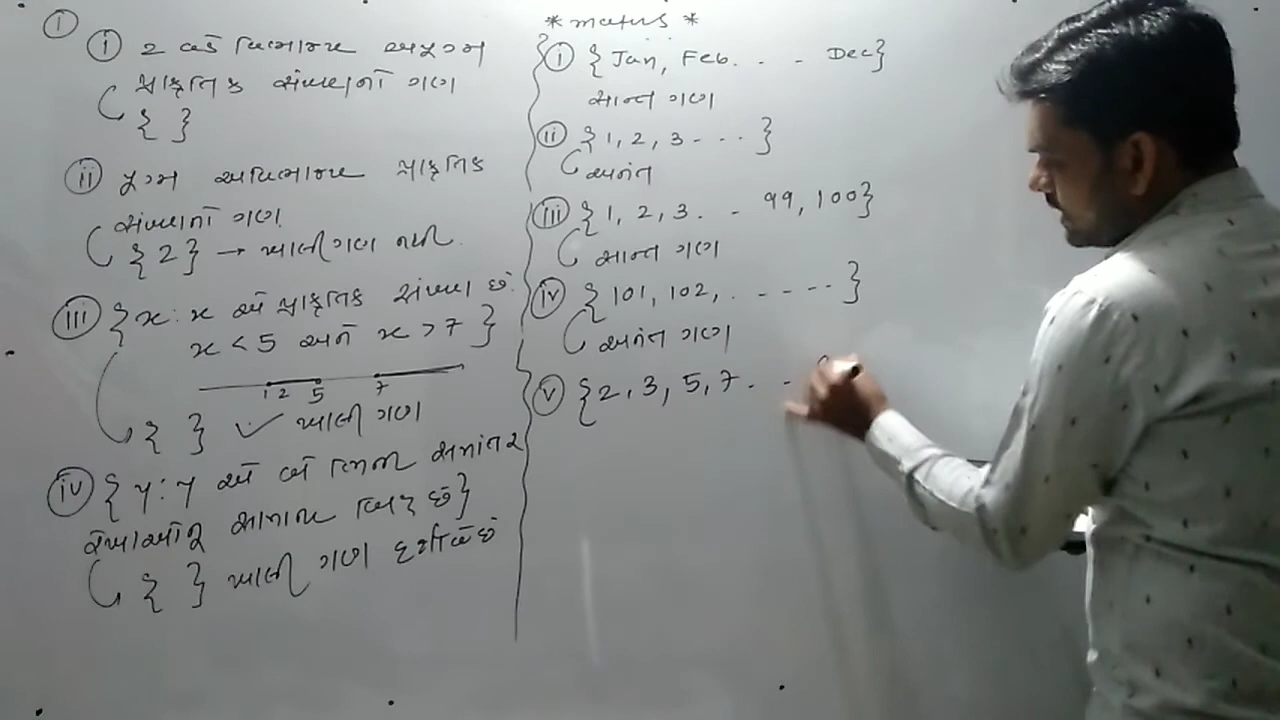 * maths *
①
(i) 2 વડે વિભાજ્ય અયુગ્મ
પ્રાકૃતિક સંખ્યાનો ગણ
{ }
(ii) યુગ્મ અવિભાજ્ય પ્રાકૃતિક
સંખ્યાનો ગણ
{2} → ખાલીગણ નથી.
(iii) {x : x એ પ્રાકૃતિક સંખ્યા છે.
x < 5 અને x > 7}
1 2 5 7
{ } ✓ ખાલી ગણ
(iv) {y : y એ બે ભિન્ન સમાંતર
રેખાઓનું સામાન્ય બિંદુ છે}
{ } ખાલી ગણ દર્શાવે છે
(i) {Jan, Feb. . - Dec}
સાન્ત ગણ
(ii) {1, 2, 3 - - - }
અનંત
(iii) {1, 2, 3. . - 99, 100}
સાન્ત ગણ
(iv) {101, 102, . - - - - }
અનંત ગણ
(v) {2, 3, 5, 7 . -